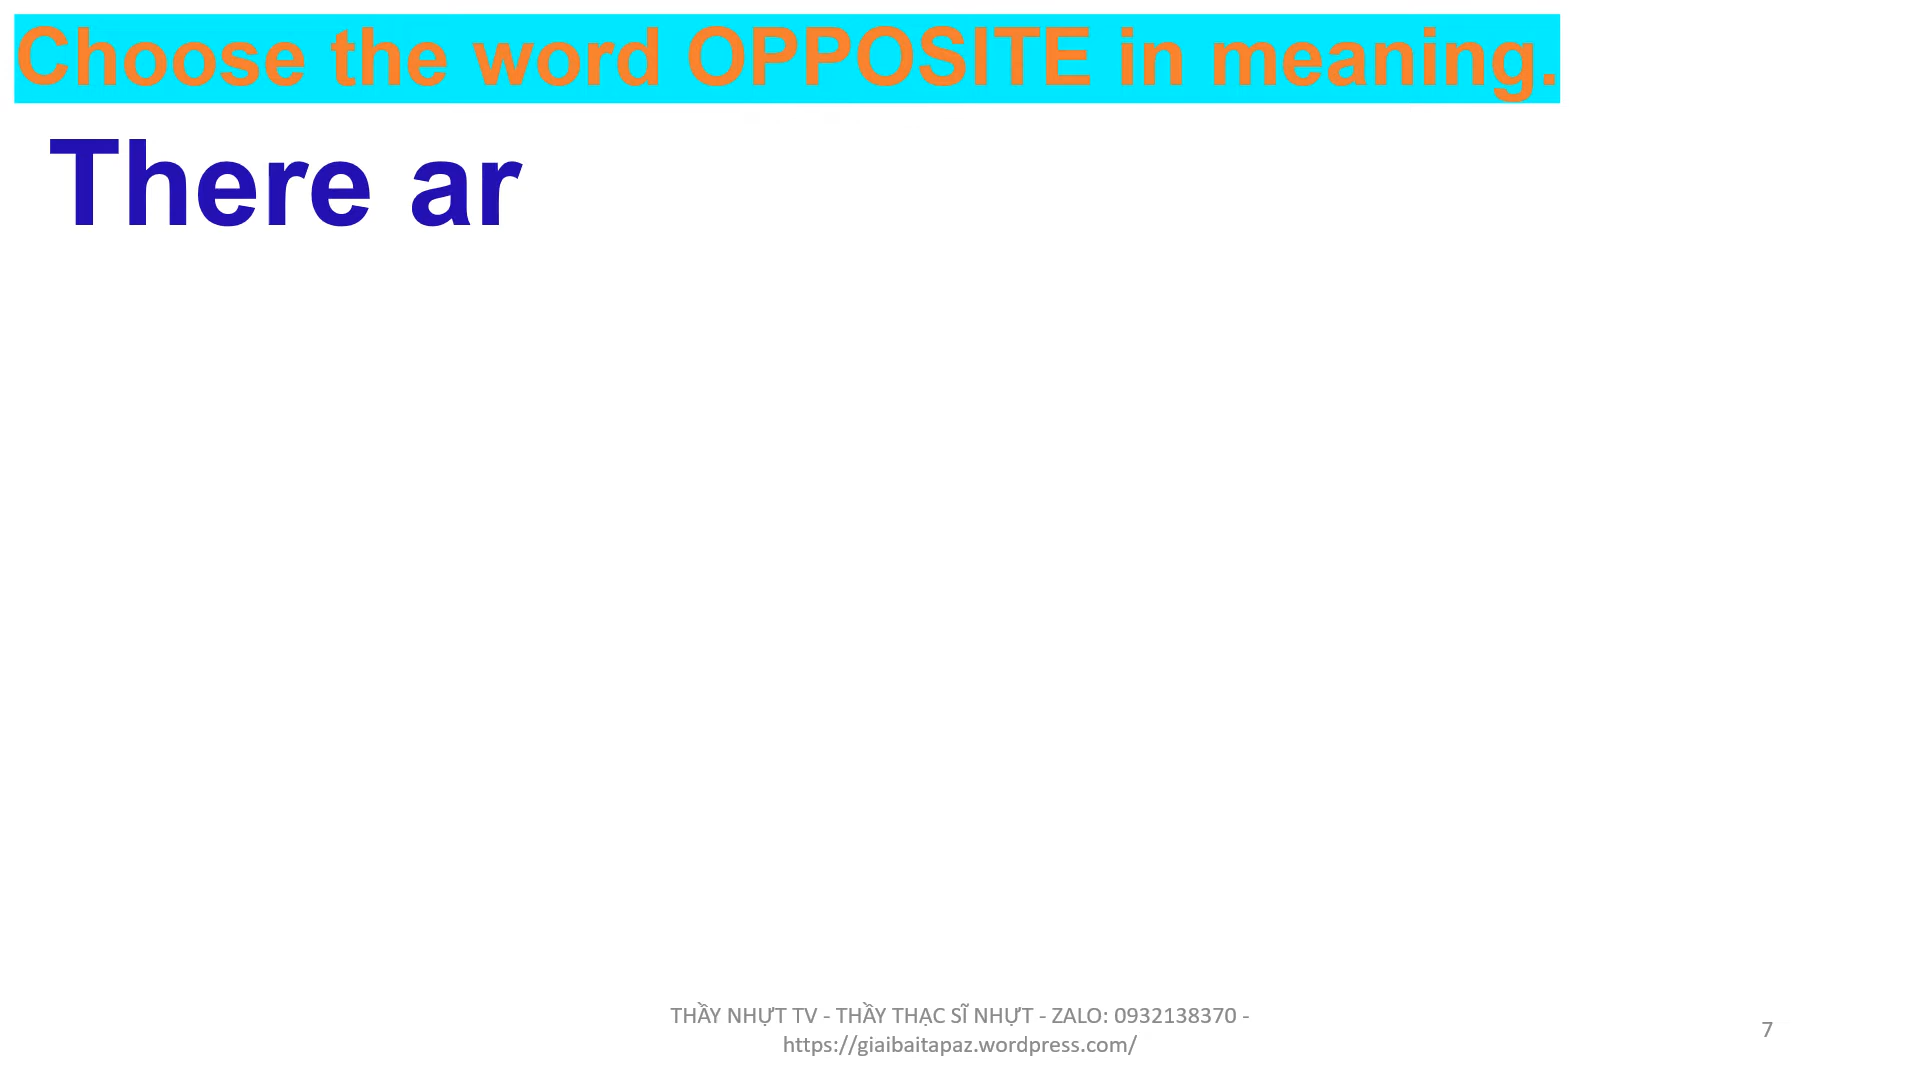 Choose the word OPPOSITE in meaning.
There ar
THẦY NHỰT TV - THẦY THẠC SĨ NHỰT - ZALO: 0932138370 -
https://giaibaitapaz.wordpress.com/
7